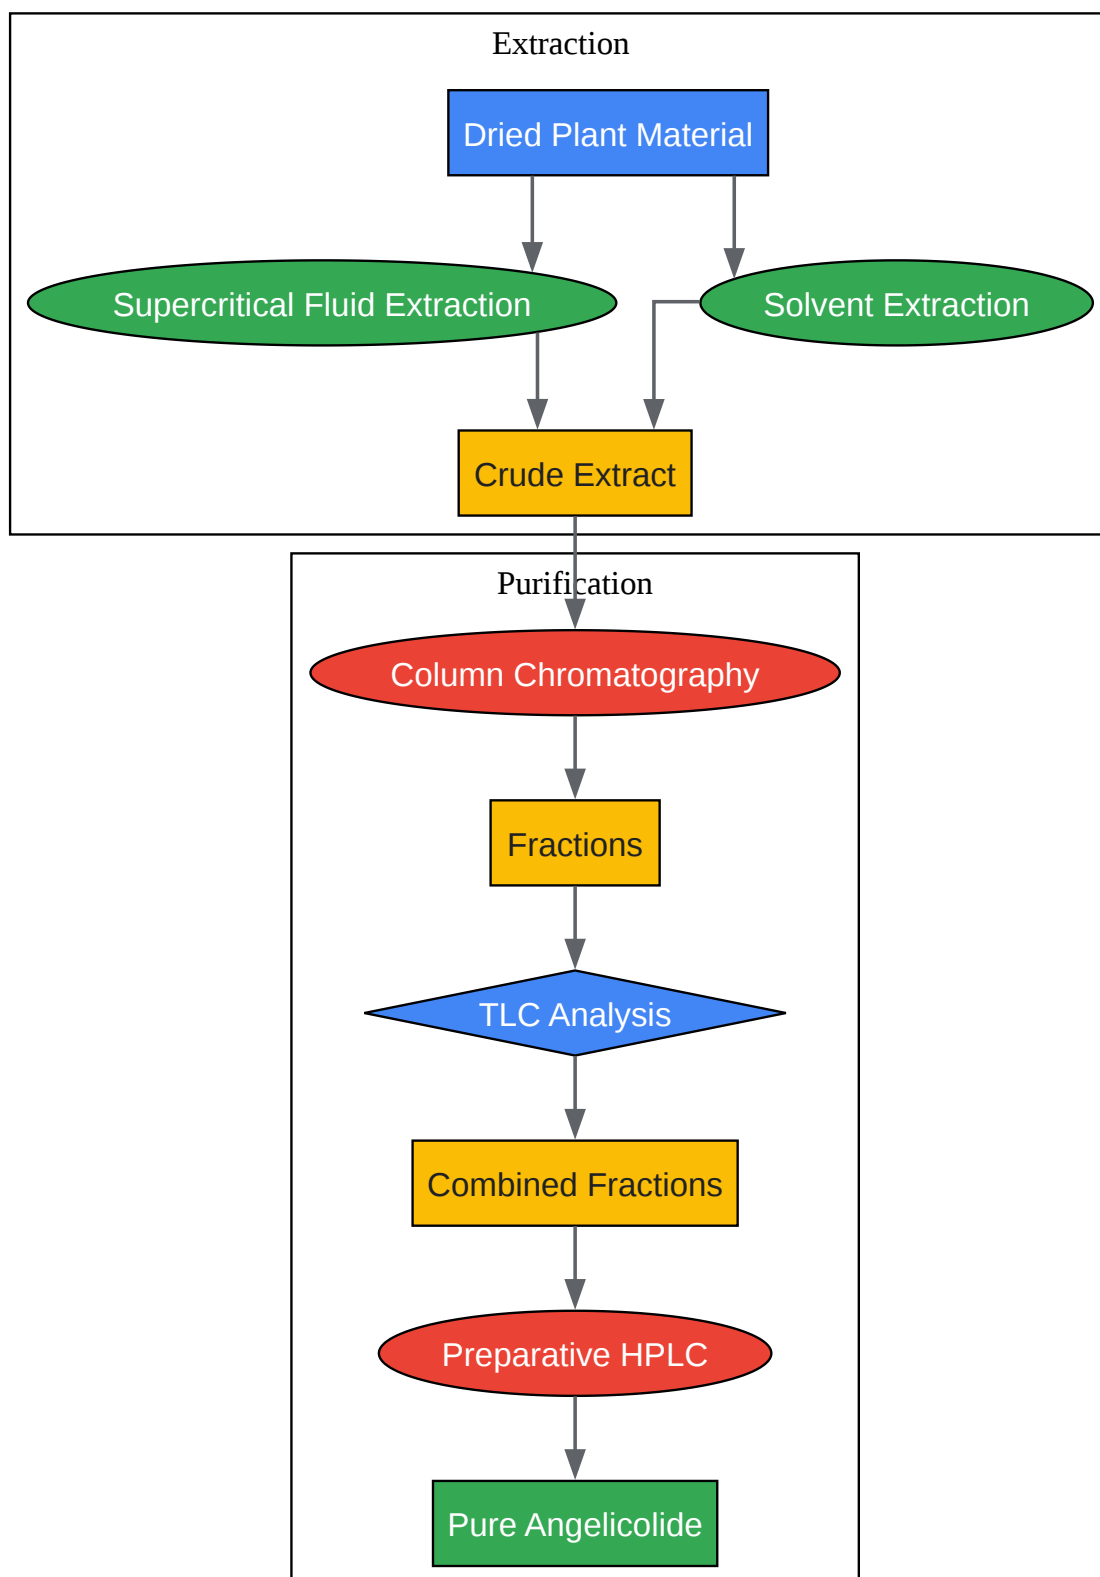 Extraction
Dried Plant Material
Supercritical Fluid Extraction
Solvent Extraction
Crude Extract
Purification
Column Chromatography
Fractions
TLC Analysis
Combined Fractions
Preparative HPLC
Pure Angelicolide